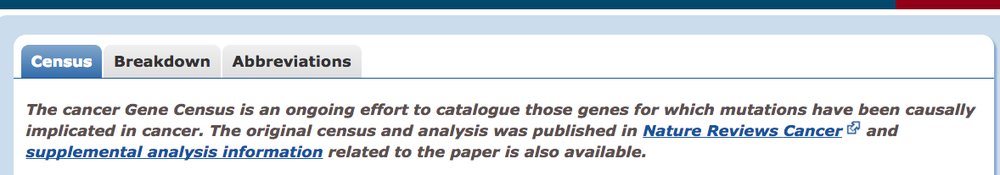 Census Breakdown Abbreviations
The cancer Gene Census is an ongoing effort to catalogue those genes for which mutations have been causally
implicated in cancer. The original census and analysis was published in Nature Reviews Cancer and
supplemental analysis information related to the paper is also available.